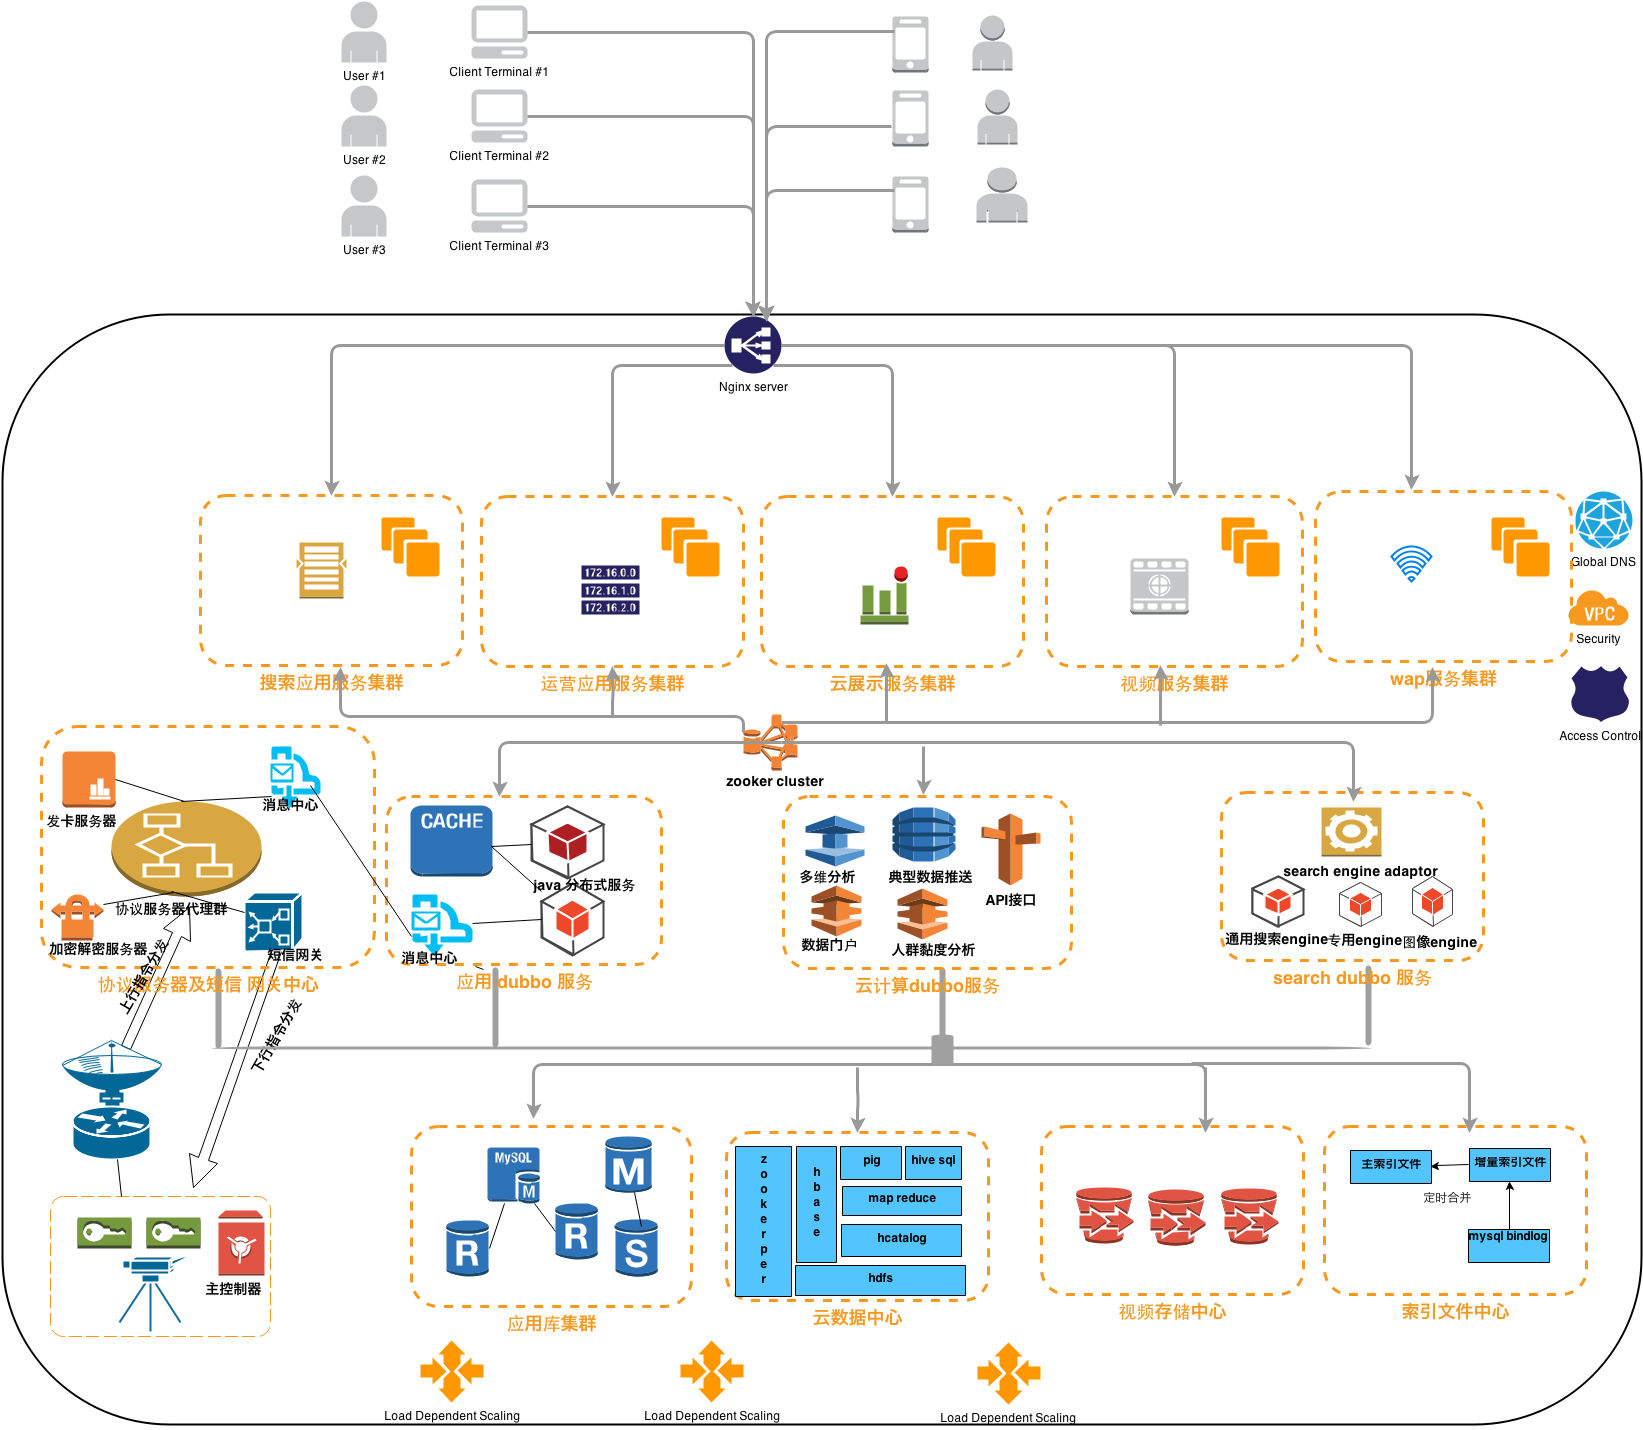 User #1
Client Terminal #1
User #2
Client Terminal #2
User #3
Client Terminal #3
Nginx server
172.16.0.0
172.16.1.0
172.16.2.0
Global DNS
VPC
Security
Access Control
搜索应用服务集群
运营应用服务集群
云展示服务集群
视频服务集群
wap服务集群
zooker cluster
发卡服务器
消息中心
协议服务器代理群
加密解密服务器
短信网关
协议服务器及短信 网关中心
CACHE
java 分布式服务
消息中心
应用 dubbo 服务
多维分析
典型数据推送
API接口
数据门户
人群黏度分析
云计算dubbo服务
search engine adaptor
通用搜索engine
专用engine
图像engine
search dubbo 服务
上行指令分发
下行指令分发
主控制器
MySQL
M
M
R
R
S
应用库集群
zookerper
hbase
pig
hive sql
map reduce
hcatalog
hdfs
云数据中心
视频存储中心
主索引文件
增量索引文件
定时合并
mysql bindlog
索引文件中心
Load Dependent Scaling
Load Dependent Scaling
Load Dependent Scaling